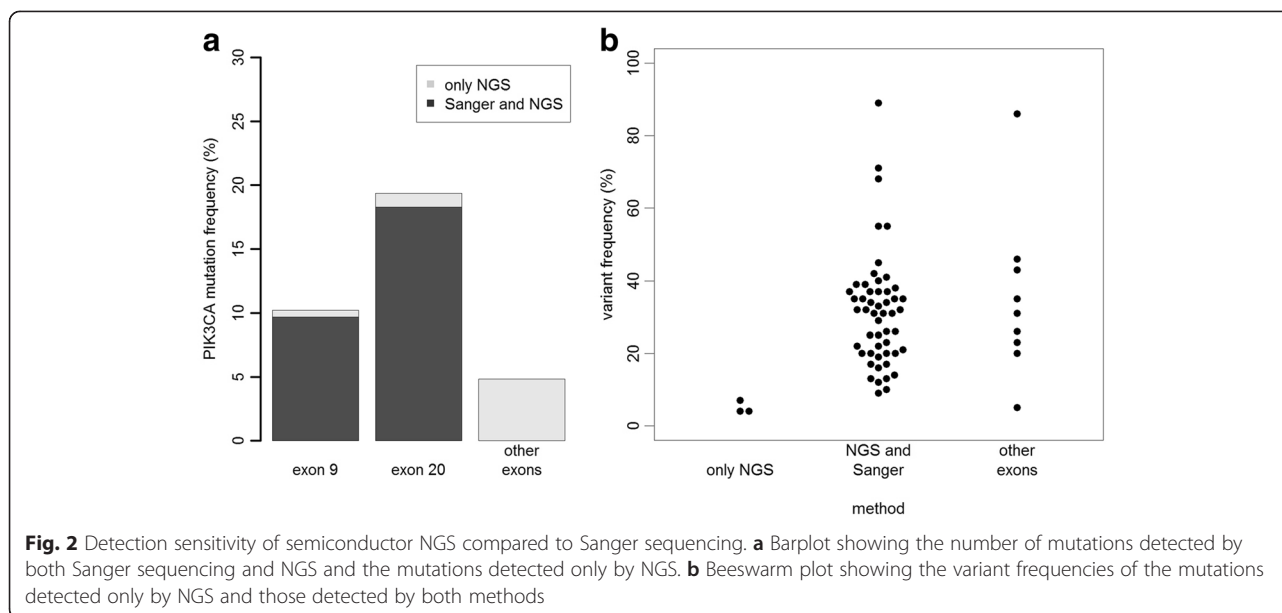 a
30
25
20
15
10
5
0
PIK3CA mutation frequency (%)
only NGS
Sanger and NGS
exon 9
exon 20
other
exons
b
100
80
60
40
20
0
variant frequency (%)
only NGS
NGS and
Sanger
other
exons
method
Fig. 2 Detection sensitivity of semiconductor NGS compared to Sanger sequencing. a Barplot showing the number of mutations detected by
both Sanger sequencing and NGS and the mutations detected only by NGS. b Beeswarm plot showing the variant frequencies of the mutations
detected only by NGS and those detected by both methods